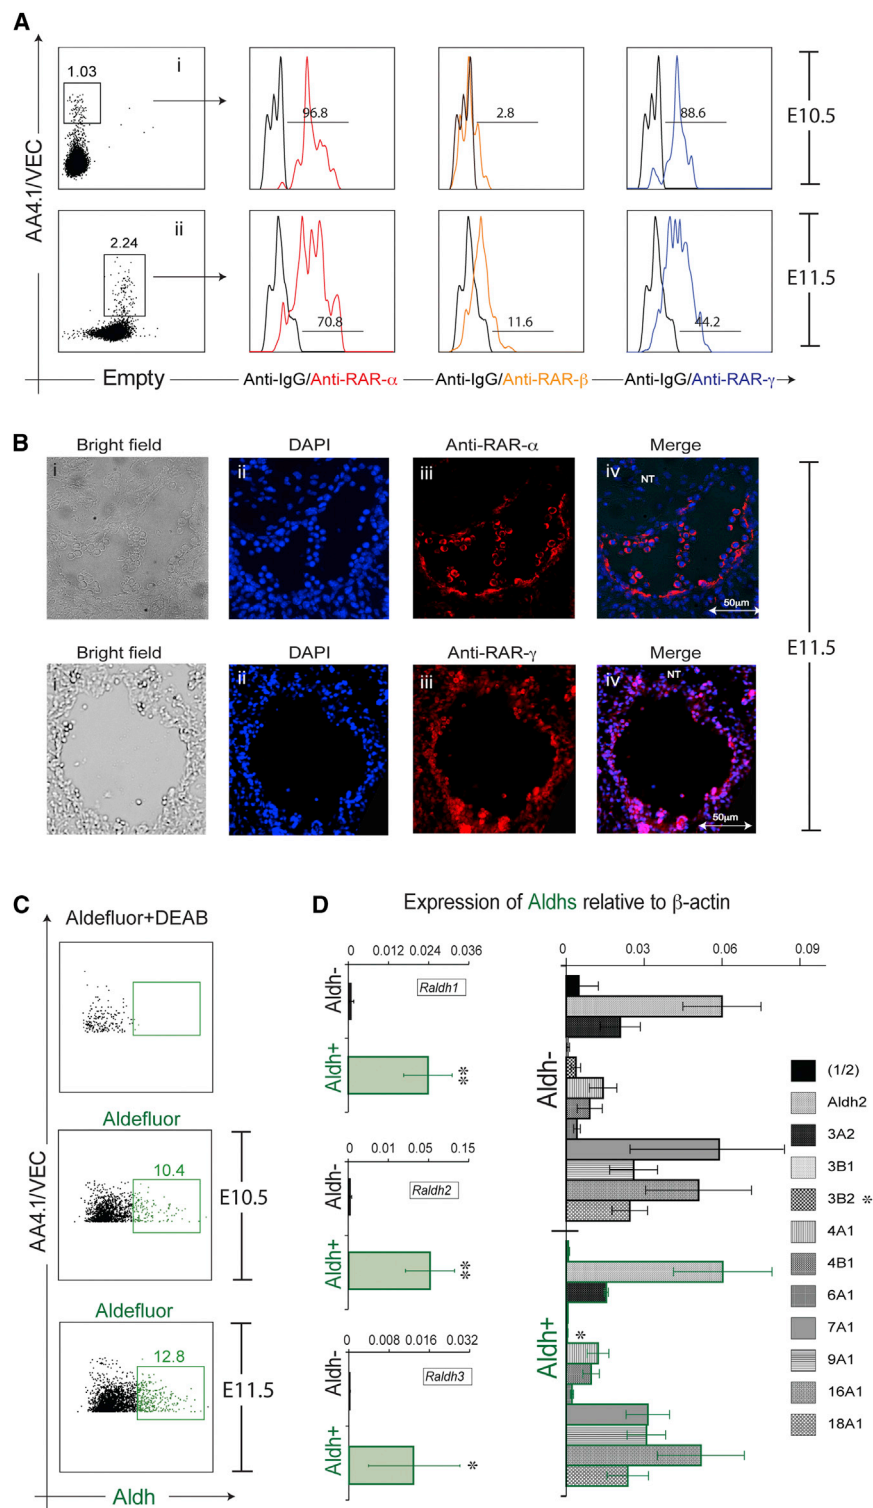 A
AA4.1/VEC
1.03
i
96.8
2.8
88.6
E10.5
2.24
ii
70.8
11.6
44.2
E11.5
Empty
Anti-IgG/Anti-RAR-α
Anti-IgG/Anti-RAR-β
Anti-IgG/Anti-RAR-γ
B
Bright field
DAPI
Anti-RAR-α
Merge
i
ii
iii
iv
NT
50μm
E11.5
Bright field
DAPI
Anti-RAR-γ
Merge
i
ii
iii
iv
NT
50μm
C
AA4.1/VEC
Aldefluor+DEAB
Aldefluor
10.4
E10.5
Aldefluor
12.8
E11.5
Aldh
D
Expression of Aldhs relative to β-actin
0 0.012 0.024 0.036
Aldh-
Raldh1
Aldh+
**
0 0.01 0.05 0.15
Aldh-
Raldh2
Aldh+
**
0 0.008 0.016 0.032
Aldh-
Raldh3
Aldh+
*
0 0.03 0.06 0.09
Aldh-
Aldh+
*
(1/2)
Aldh2
3A2
3B1
3B2 *
4A1
4B1
6A1
7A1
9A1
16A1
18A1